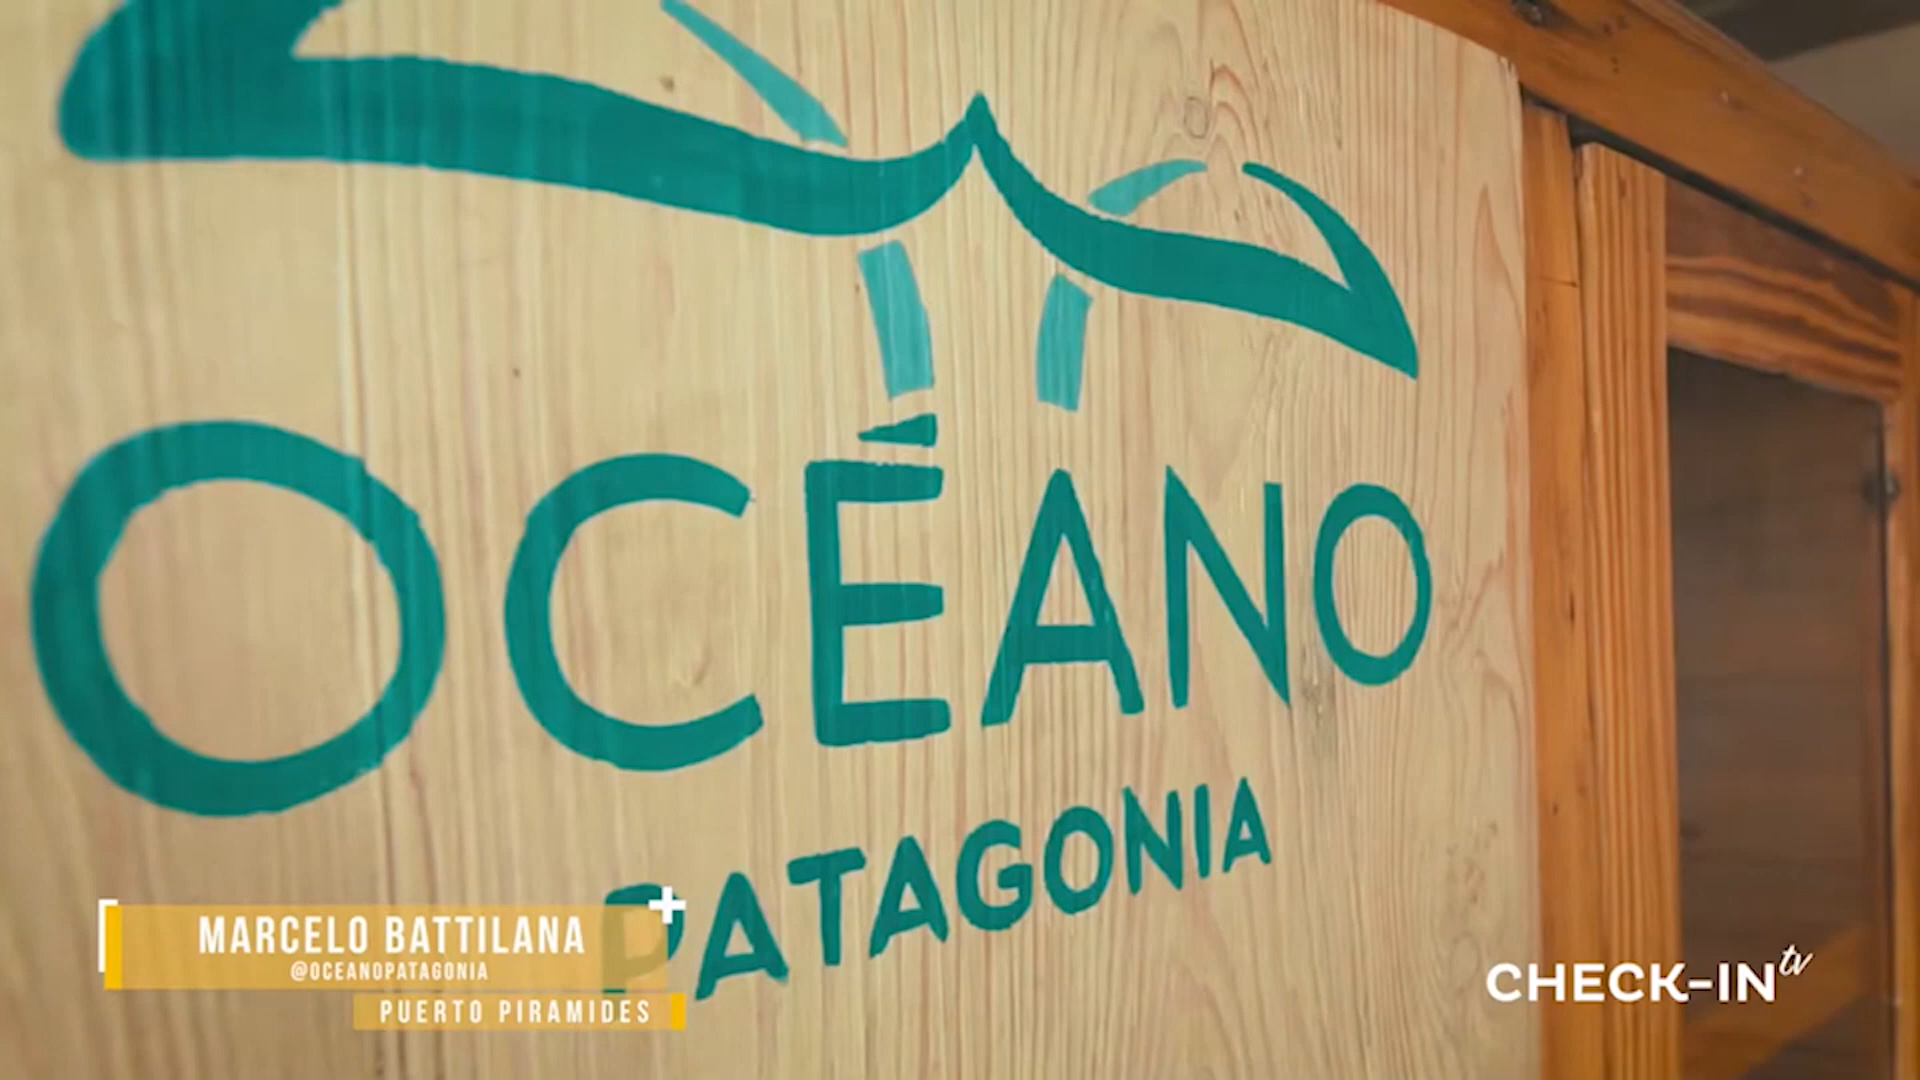 OCÉANO
PATAGONIA
MARCELO BATTILANA
@OCEANOPATAGONIA
PUERTO PIRAMIDES
CHECK-IN tv